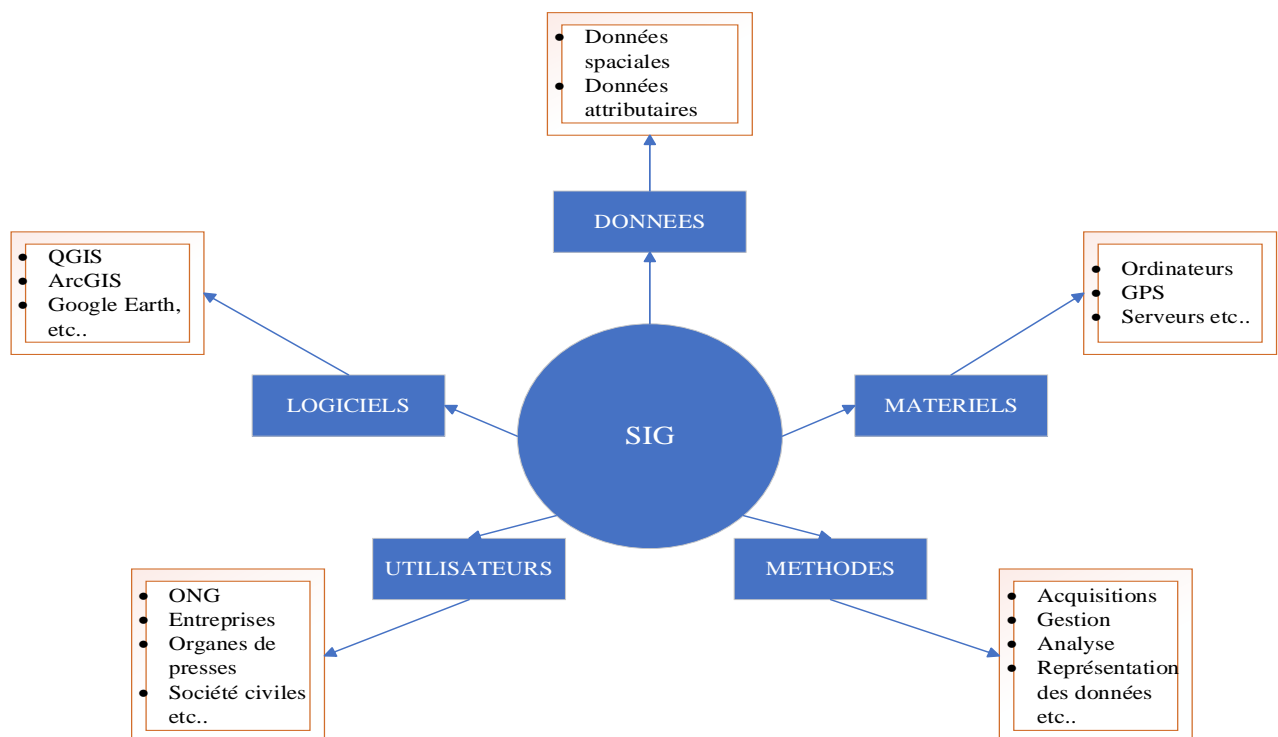 • Données
spaciales
• Données
attributaires
DONNEES
• QGIS
• ArcGIS
• Google Earth,
etc..
• Ordinateurs
• GPS
• Serveurs etc..
LOGICIELS
MATERIELS
SIG
UTILISATEURS
METHODES
• ONG
• Entreprises
• Organes de
presses
• Société civiles
etc..
• Acquisitions
• Gestion
• Analyse
• Représentation
des données
etc..